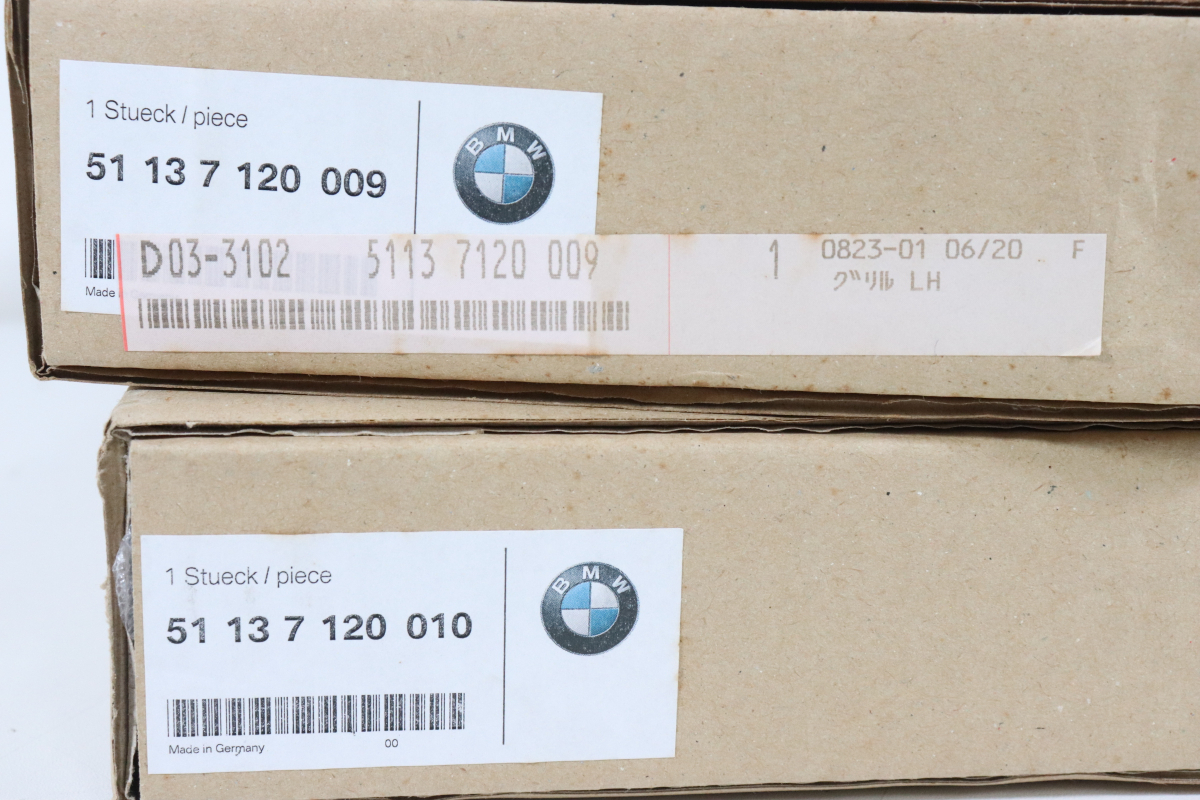 1 Stueck / piece
51 13 7 120 009
BMW
D03-3102 5113 7120 009 1 0823-01 06/20 F
グリル LH
Made
1 Stueck / piece
51 13 7 120 010
BMW
Made in Germany 00